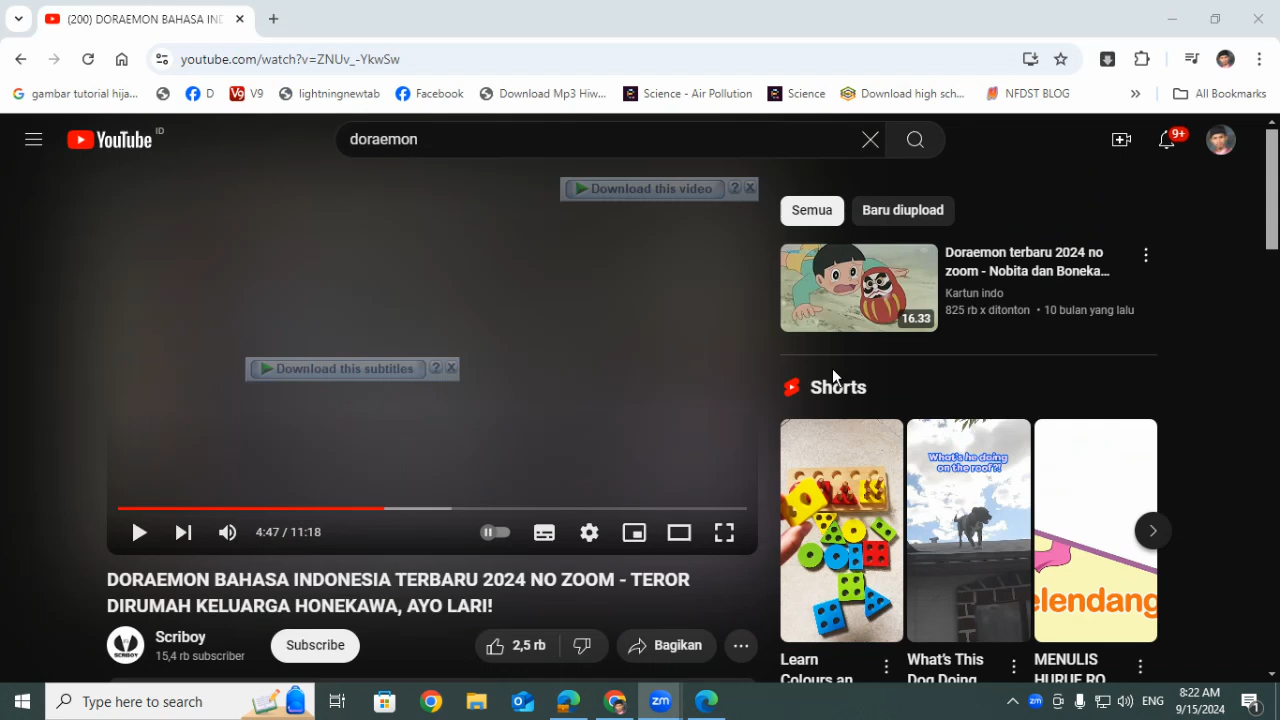 (200) DORAEMON BAHASA IND
youtube.com/watch?v=ZNUv_-YkwSw
gambar tutorial hija...
D
V9
V9
lightningnewtab
Facebook
Download Mp3 Hiw...
Science - Air Pollution
Science
Download high sch...
NFDST BLOG
All Bookmarks
YouTube ID
doraemon
9+
Download this video
?
Semua
Baru diupload
Doraemon terbaru 2024 no
zoom - Nobita dan Boneka...
Kartun indo
825 rb x ditonton • 10 bulan yang lalu
16.33
Download this subtitles
?
Shorts
What's he doing
on the roof?!
elendang
4:47 / 11:18
DORAEMON BAHASA INDONESIA TERBARU 2024 NO ZOOM - TEROR
DIRUMAH KELUARGA HONEKAWA, AYO LARI!
SCRIBOY
Scriboy
15,4 rb subscriber
Subscribe
2,5 rb
Bagikan
Learn
Colours an
What's This
Dog Doing
MENULIS
HURUF RO
Type here to search
zm
zm
ENG
8:22 AM
9/15/2024
1